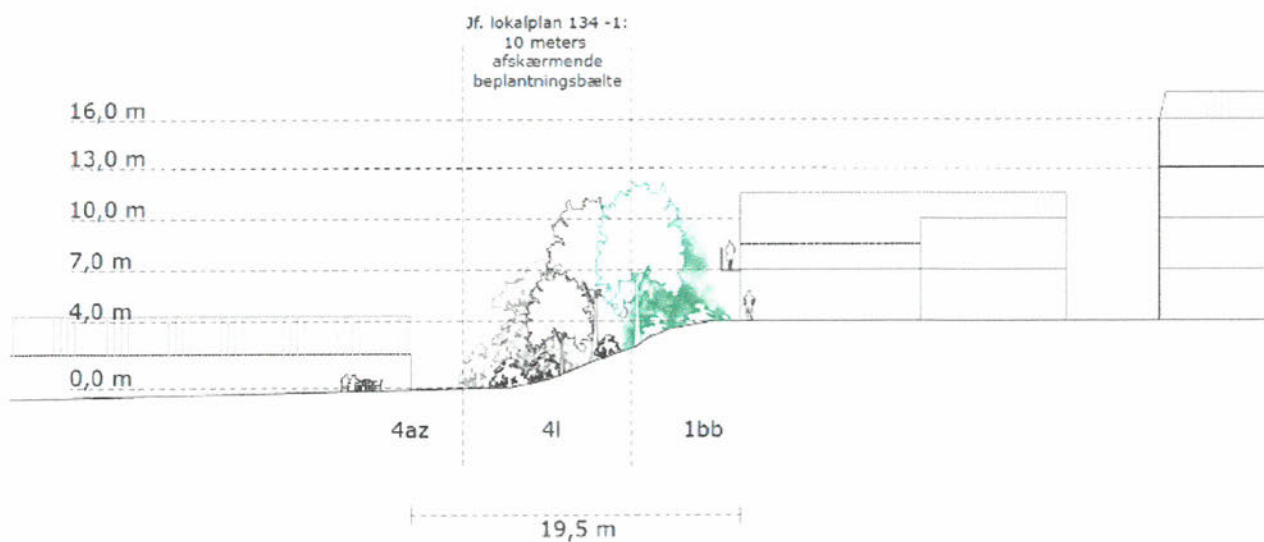 Jf. lokalplan 134 -1:
10 meters
afskærmende
beplantningsbælte
16,0 m
13,0 m
10,0 m
7,0 m
4,0 m
0,0 m
4az
4l
1bb
19,5 m